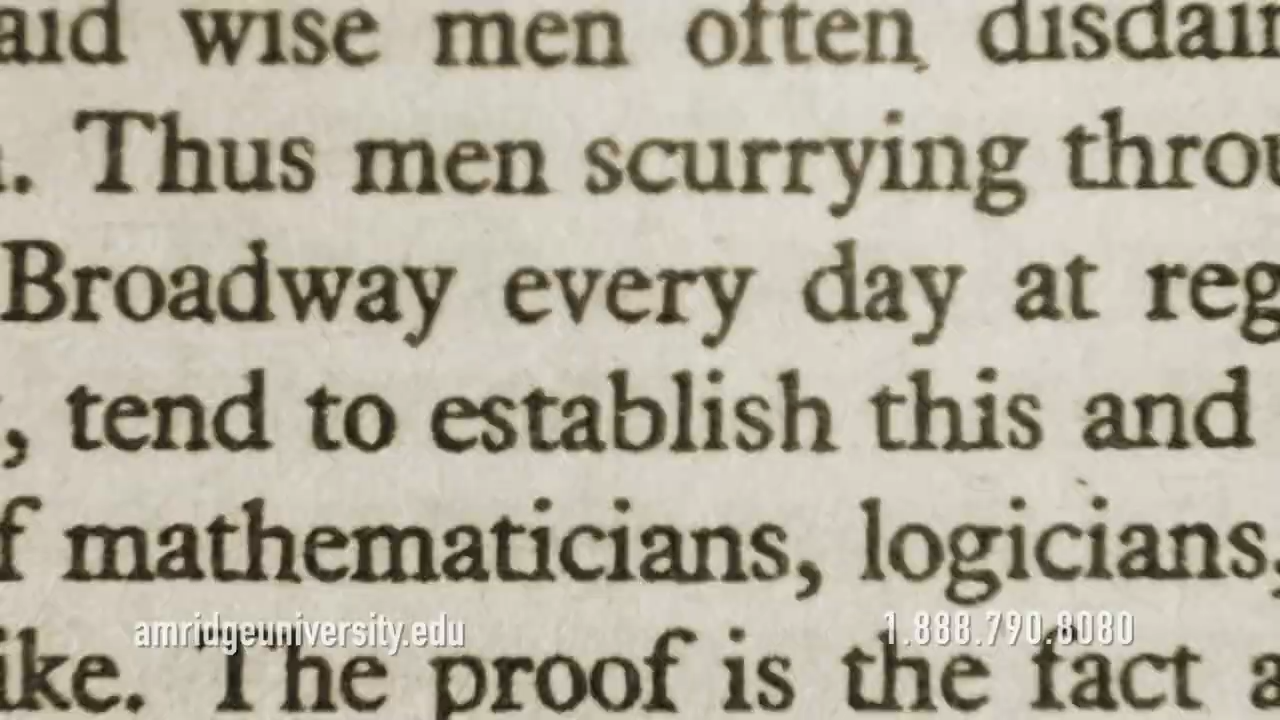 aid wise men often disdain
. Thus men scurrying throu
Broadway every day at reg
, tend to establish this and
f mathematicians, logicians,
amridgeuniversity.edu 1.888.790.8080
ike. The proof is the fact a